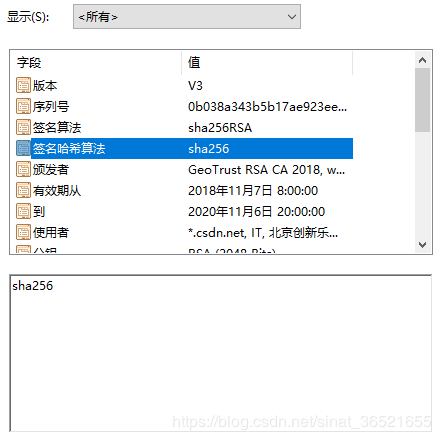 显示(S): <所有>
字段 值
版本 V3
序列号 0b038a343b5b17ae923ee...
签名算法 sha256RSA
签名哈希算法 sha256
颁发者 GeoTrust RSA CA 2018, w...
有效期从 2018年11月7日 8:00:00
到 2020年11月6日 20:00:00
使用者 *.csdn.net, IT, 北京创新乐...
公钥 RSA (2048 Bits)
sha256
https://blog.csdn.net/sinat_36521655